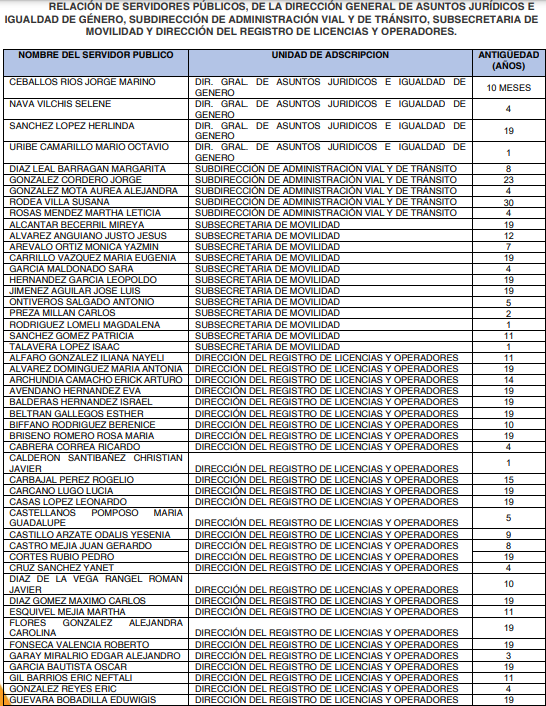 RELACIÓN DE SERVIDORES PÚBLICOS, DE LA DIRECCIÓN GENERAL DE ASUNTOS JURÍDICOS E
IGUALDAD DE GÉNERO, SUBDIRECCIÓN DE ADMINISTRACIÓN VIAL Y DE TRÁNSITO, SUBSECRETARIA DE
MOVILIDAD Y DIRECCIÓN DEL REGISTRO DE LICENCIAS Y OPERADORES.
NOMBRE DEL SERVIDOR PUBLICO UNIDAD DE ADSCRIPCION ANTIGÜEDAD
(AÑOS)
CEBALLOS RIOS JORGE MARINO DIR. GRAL. DE ASUNTOS JURIDICOS E IGUALDAD DE
GENERO 10 MESES
NAVA VILCHIS SELENE DIR. GRAL. DE ASUNTOS JURIDICOS E IGUALDAD DE
GENERO 4
SANCHEZ LOPEZ HERLINDA DIR. GRAL. DE ASUNTOS JURIDICOS E IGUALDAD DE
GENERO 19
URIBE CAMARILLO MARIO OCTAVIO DIR. GRAL. DE ASUNTOS JURIDICOS E IGUALDAD DE
GENERO 1
DIAZ LEAL BARRAGAN MARGARITA SUBDIRECCIÓN DE ADMINISTRACIÓN VIAL Y DE TRÁNSITO 8
GONZALEZ CORDERO JORGE SUBDIRECCIÓN DE ADMINISTRACIÓN VIAL Y DE TRÁNSITO 23
GONZALEZ MOTA AUREA ALEJANDRA SUBDIRECCIÓN DE ADMINISTRACIÓN VIAL Y DE TRÁNSITO 4
RODEA VILLA SUSANA SUBDIRECCIÓN DE ADMINISTRACIÓN VIAL Y DE TRÁNSITO 30
ROSAS MENDEZ MARTHA LETICIA SUBDIRECCIÓN DE ADMINISTRACIÓN VIAL Y DE TRÁNSITO 4
ALCANTAR BECERRIL MIREYA SUBSECRETARIA DE MOVILIDAD 19
ALVAREZ ANGUIANO JUSTO JESUS SUBSECRETARIA DE MOVILIDAD 12
AREVALO ORTIZ MONICA YAZMIN SUBSECRETARIA DE MOVILIDAD 7
CARRILLO VAZQUEZ MARIA EUGENIA SUBSECRETARIA DE MOVILIDAD 19
GARCIA MALDONADO SARA SUBSECRETARIA DE MOVILIDAD 4
HERNANDEZ GARCIA LEOPOLDO SUBSECRETARIA DE MOVILIDAD 19
JIMENEZ AGUILAR JOSE LUIS SUBSECRETARIA DE MOVILIDAD 19
ONTIVEROS SALGADO ANTONIO SUBSECRETARIA DE MOVILIDAD 5
PREZA MILLAN CARLOS SUBSECRETARIA DE MOVILIDAD 2
RODRIGUEZ LOMELI MAGDALENA SUBSECRETARIA DE MOVILIDAD 1
SANCHEZ GOMEZ PATRICIA SUBSECRETARIA DE MOVILIDAD 11
TALAVERA LOPEZ ISAAC SUBSECRETARIA DE MOVILIDAD 1
ALFARO GONZALEZ ILIANA NAYELI DIRECCIÓN DEL REGISTRO DE LICENCIAS Y OPERADORES 11
ALVAREZ DOMINGUEZ MARIA ANTONIA DIRECCIÓN DEL REGISTRO DE LICENCIAS Y OPERADORES 19
ARCHUNDIA CAMACHO ERICK ARTURO DIRECCIÓN DEL REGISTRO DE LICENCIAS Y OPERADORES 14
AVENDAÑO HERNANDEZ EVA DIRECCIÓN DEL REGISTRO DE LICENCIAS Y OPERADORES 19
BALDERAS HERNANDEZ ISRAEL DIRECCIÓN DEL REGISTRO DE LICENCIAS Y OPERADORES 19
BELTRAN GALLEGOS ESTHER DIRECCIÓN DEL REGISTRO DE LICENCIAS Y OPERADORES 19
BIFFANO RODRIGUEZ BERENICE DIRECCIÓN DEL REGISTRO DE LICENCIAS Y OPERADORES 10
BRISEÑO ROMERO ROSA MARIA DIRECCIÓN DEL REGISTRO DE LICENCIAS Y OPERADORES 19
CABRERA CORREA RICARDO DIRECCIÓN DEL REGISTRO DE LICENCIAS Y OPERADORES 4
CALDERON SANTIBAÑEZ CHRISTIAN
JAVIER DIRECCIÓN DEL REGISTRO DE LICENCIAS Y OPERADORES 1
CARBAJAL PEREZ ROGELIO DIRECCIÓN DEL REGISTRO DE LICENCIAS Y OPERADORES 15
CARCANO LUGO LUCIA DIRECCIÓN DEL REGISTRO DE LICENCIAS Y OPERADORES 19
CASAS LOPEZ LEONARDO DIRECCIÓN DEL REGISTRO DE LICENCIAS Y OPERADORES 19
CASTELLANOS POMPOSO MARIA
GUADALUPE DIRECCIÓN DEL REGISTRO DE LICENCIAS Y OPERADORES 5
CASTILLO ARZATE ODALIS YESENIA DIRECCIÓN DEL REGISTRO DE LICENCIAS Y OPERADORES 9
CASTRO MEJIA JUAN GERARDO DIRECCIÓN DEL REGISTRO DE LICENCIAS Y OPERADORES 8
CORTES RUBIO PEDRO DIRECCIÓN DEL REGISTRO DE LICENCIAS Y OPERADORES 19
CRUZ SANCHEZ YANET DIRECCIÓN DEL REGISTRO DE LICENCIAS Y OPERADORES 4
DIAZ DE LA VEGA RANGEL ROMAN
JAVIER DIRECCIÓN DEL REGISTRO DE LICENCIAS Y OPERADORES 10
DIAZ GOMEZ MAXIMO CARLOS DIRECCIÓN DEL REGISTRO DE LICENCIAS Y OPERADORES 19
ESQUIVEL MEJIA MARTHA DIRECCIÓN DEL REGISTRO DE LICENCIAS Y OPERADORES 11
FLORES GONZALEZ ALEJANDRA
CAROLINA DIRECCIÓN DEL REGISTRO DE LICENCIAS Y OPERADORES 19
FONSECA VALENCIA ROBERTO DIRECCIÓN DEL REGISTRO DE LICENCIAS Y OPERADORES 19
GARAY MIRALRIO EDGAR ALEJANDRO DIRECCIÓN DEL REGISTRO DE LICENCIAS Y OPERADORES 3
GARCIA BAUTISTA OSCAR DIRECCIÓN DEL REGISTRO DE LICENCIAS Y OPERADORES 19
GIL BARRIOS ERIC NEFTALI DIRECCIÓN DEL REGISTRO DE LICENCIAS Y OPERADORES 11
GONZALEZ REYES ERIC DIRECCIÓN DEL REGISTRO DE LICENCIAS Y OPERADORES 4
GUEVARA BOBADILLA EDUWIGIS DIRECCIÓN DEL REGISTRO DE LICENCIAS Y OPERADORES 19